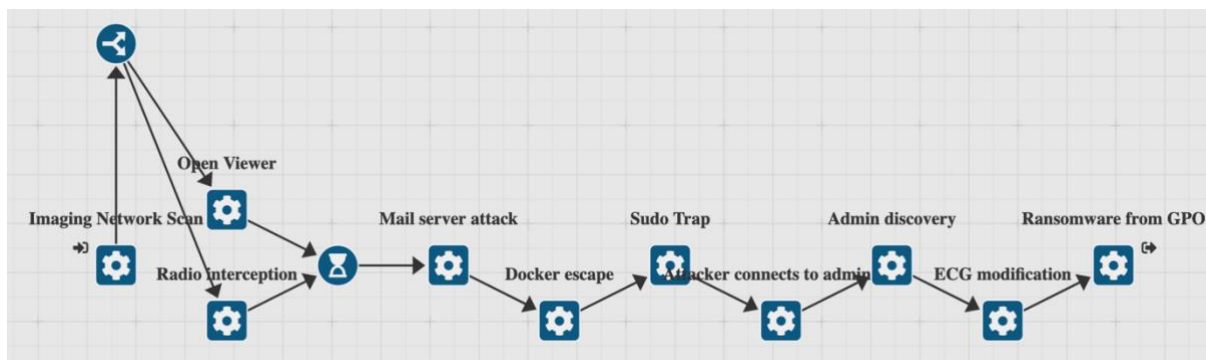 Open Viewer
Imaging Network Scan
Mail server attack
Sudo Trap
Admin discovery
Ransomware from GPO
Radio interception
Docker escape
Attacker connects to admin
ECG modification